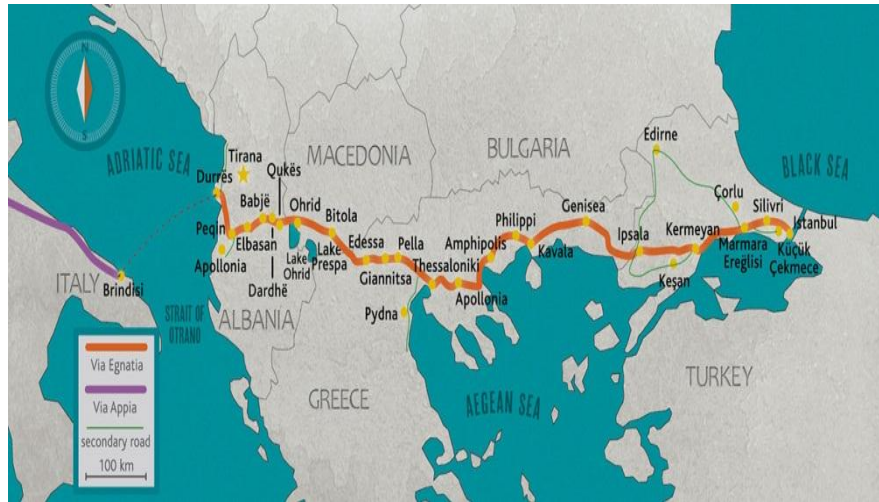 N
S
ADRIATIC SEA
MACEDONIA
BULGARIA
BLACK SEA
ITALY
STRAIT OF
OTRANO
ALBANIA
GREECE
AEGEAN SEA
TURKEY
Tirana
Durrës
Qukës
Babjë
Ohrid
Bitola
Peqin
Elbasan
Apollonia
Dardhë
Lake
Ohrid
Lake
Prespa
Edessa
Pella
Giannitsa
Thessaloniki
Pydna
Apollonia
Amphipolis
Philippi
Kavala
Genisea
Ipsala
Edirne
Kermeyan
Keşan
Çorlu
Silivri
Marmara
Ereğlisi
Istanbul
Küçük
Çekmece
Brindisi
Via Egnatia
Via Appia
secondary road
100 km